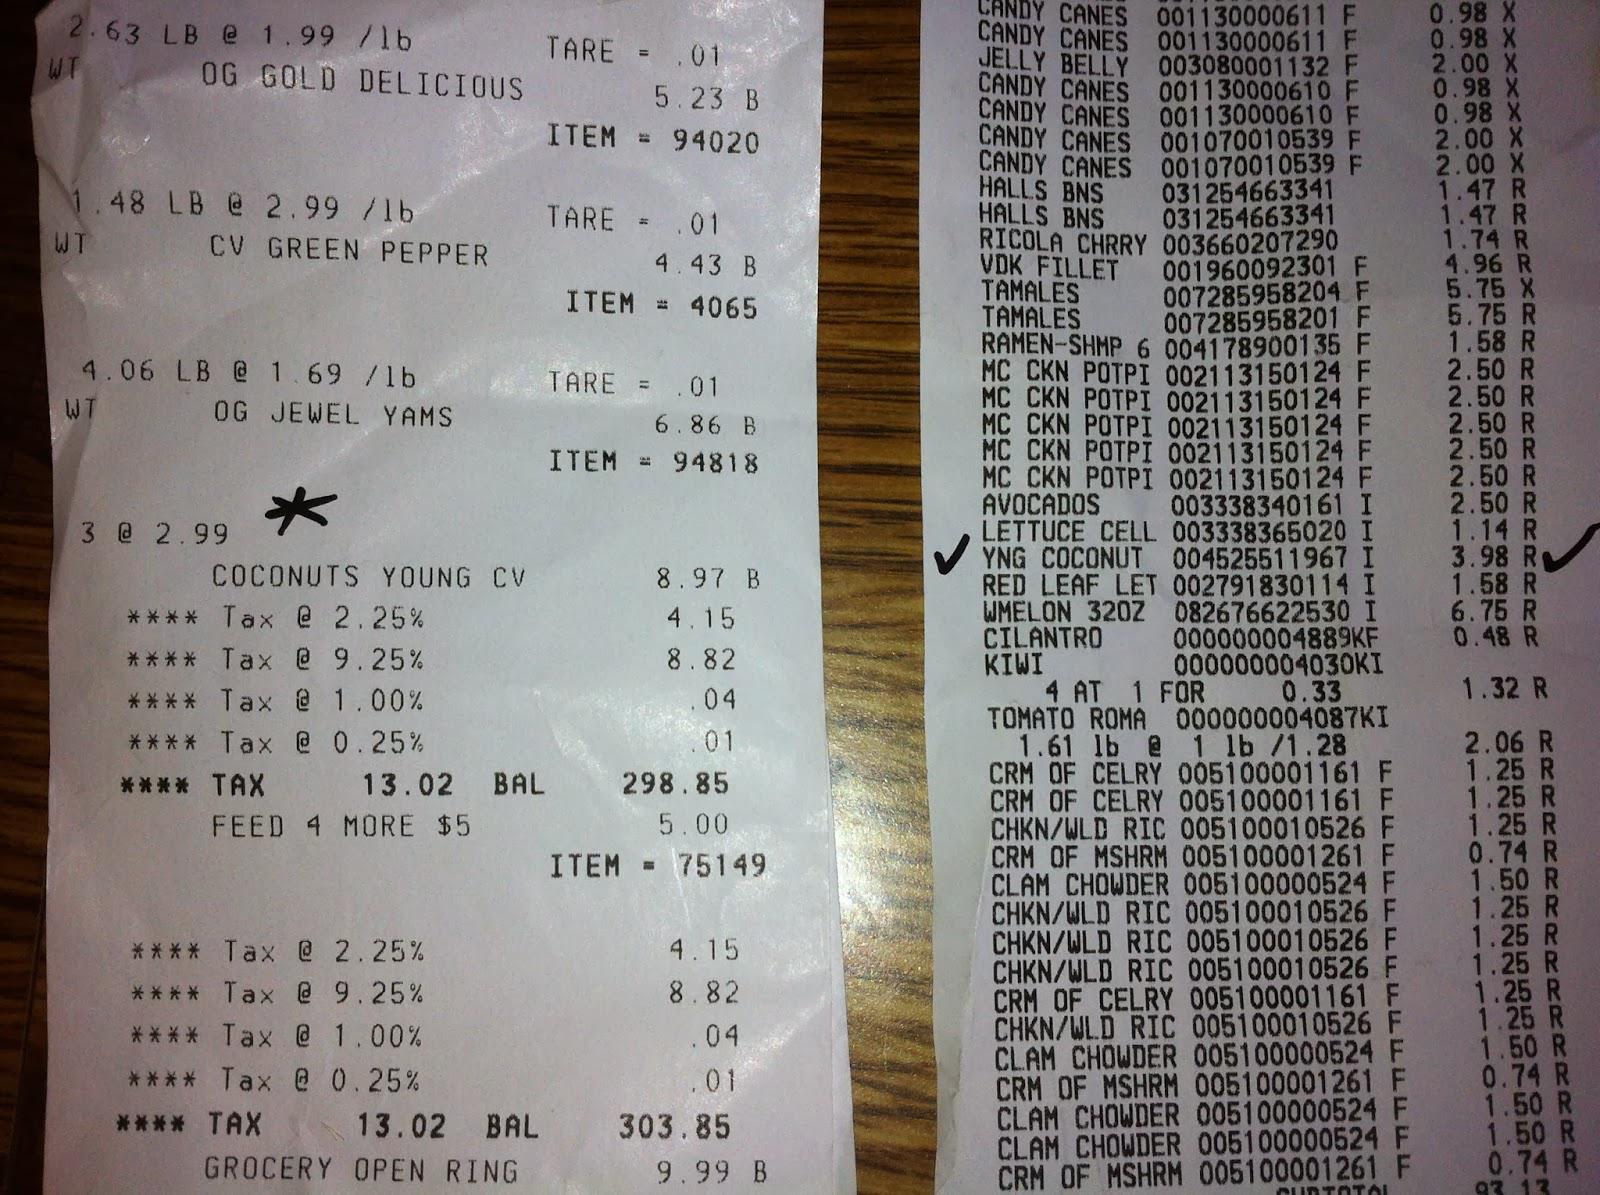 2.63 LB @ 1.99 /lb TARE = .01
WT OG GOLD DELICIOUS 5.23 B
ITEM = 94020
1.48 LB @ 2.99 /lb TARE = .01
WT CV GREEN PEPPER 4.43 B
ITEM = 4065
4.06 LB @ 1.69 /lb TARE = .01
WT OG JEWEL YAMS 6.86 B
ITEM = 94818
3 @ 2.99
COCONUTS YOUNG CV 8.97 B
**** Tax @ 2.25% 4.15
**** Tax @ 9.25% 8.82
**** Tax @ 1.00% .04
**** Tax @ 0.25% .01
**** TAX 13.02 BAL 298.85
FEED 4 MORE $5 5.00
ITEM = 75149
**** Tax @ 2.25% 4.15
**** Tax @ 9.25% 8.82
**** Tax @ 1.00% .04
**** Tax @ 0.25% .01
**** TAX 13.02 BAL 303.85
GROCERY OPEN RING 9.99 B
CANDY CANES 001130000611 F 0.98 X
CANDY CANES 001130000611 F 0.98 X
JELLY BELLY 003080001132 F 2.00 X
CANDY CANES 001130000610 F 0.98 X
CANDY CANES 001130000610 F 0.98 X
CANDY CANES 001070010539 F 2.00 X
CANDY CANES 001070010539 F 2.00 X
HALLS BNS 031254663341 1.47 R
HALLS BNS 031254663341 1.47 R
RICOLA CHRRY 003660207290 1.74 R
VDK FILLET 001960092301 F 4.96 R
TAMALES 007285958204 F 5.75 X
TAMALES 007285958201 F 5.75 R
RAMEN-SHMP 6 004178900135 F 1.58 R
MC CKN POTPI 002113150124 F 2.50 R
MC CKN POTPI 002113150124 F 2.50 R
MC CKN POTPI 002113150124 F 2.50 R
MC CKN POTPI 002113150124 F 2.50 R
MC CKN POTPI 002113150124 F 2.50 R
AVOCADOS 003338340161 I 2.50 R
LETTUCE CELL 003338365020 I 1.14 R
YNG COCONUT 004525511967 I 3.98 R
RED LEAF LET 002791830114 I 1.58 R
WMELON 32OZ 082676622530 I 6.75 R
CILANTRO 000000004889KF 0.48 R
KIWI 000000004030KI
4 AT 1 FOR 0.33 1.32 R
TOMATO ROMA 000000004087KI
1.61 lb @ 1 lb /1.28 2.06 R
CRM OF CELRY 005100001161 F 1.25 R
CRM OF CELRY 005100001161 F 1.25 R
CHKN/WLD RIC 005100010526 F 1.25 R
CRM OF MSHRM 005100001261 F 0.74 R
CLAM CHOWDER 005100000524 F 1.50 R
CHKN/WLD RIC 005100010526 F 1.25 R
CHKN/WLD RIC 005100010526 F 1.25 R
CHKN/WLD RIC 005100010526 F 1.25 R
CRM OF CELRY 005100001161 F 1.25 R
CHKN/WLD RIC 005100010526 F 1.25 R
CLAM CHOWDER 005100000524 F 1.50 R
CRM OF MSHRM 005100001261 F 0.74 R
CLAM CHOWDER 005100000524 F 1.50 R
CLAM CHOWDER 005100000524 F 1.50 R
CRM OF MSHRM 005100001261 F 0.74 R
SUBTOTAL 93.13